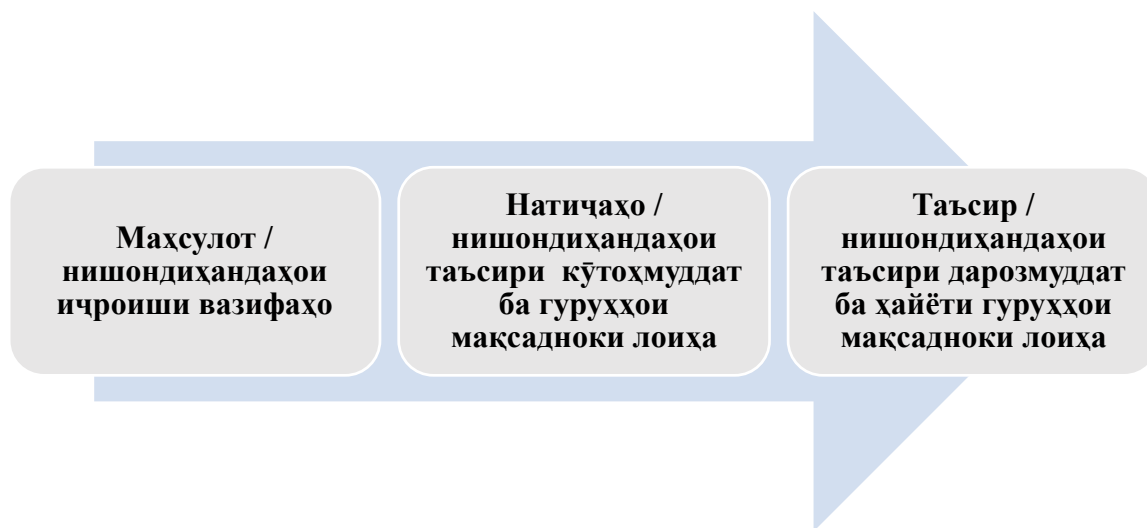 Маҳсулот /
нишондиҳандаҳои
иҷроиши вазифаҳо
Натиҷаҳо /
нишондиҳандаҳои
таъсири кӯтоҳмуддат
ба гуруҳҳои
мақсадноки лоиҳа
Таъсир /
нишондиҳандаҳои
таъсири дарозмуддат
ба ҳайёти гуруҳҳои
мақсадноки лоиҳа